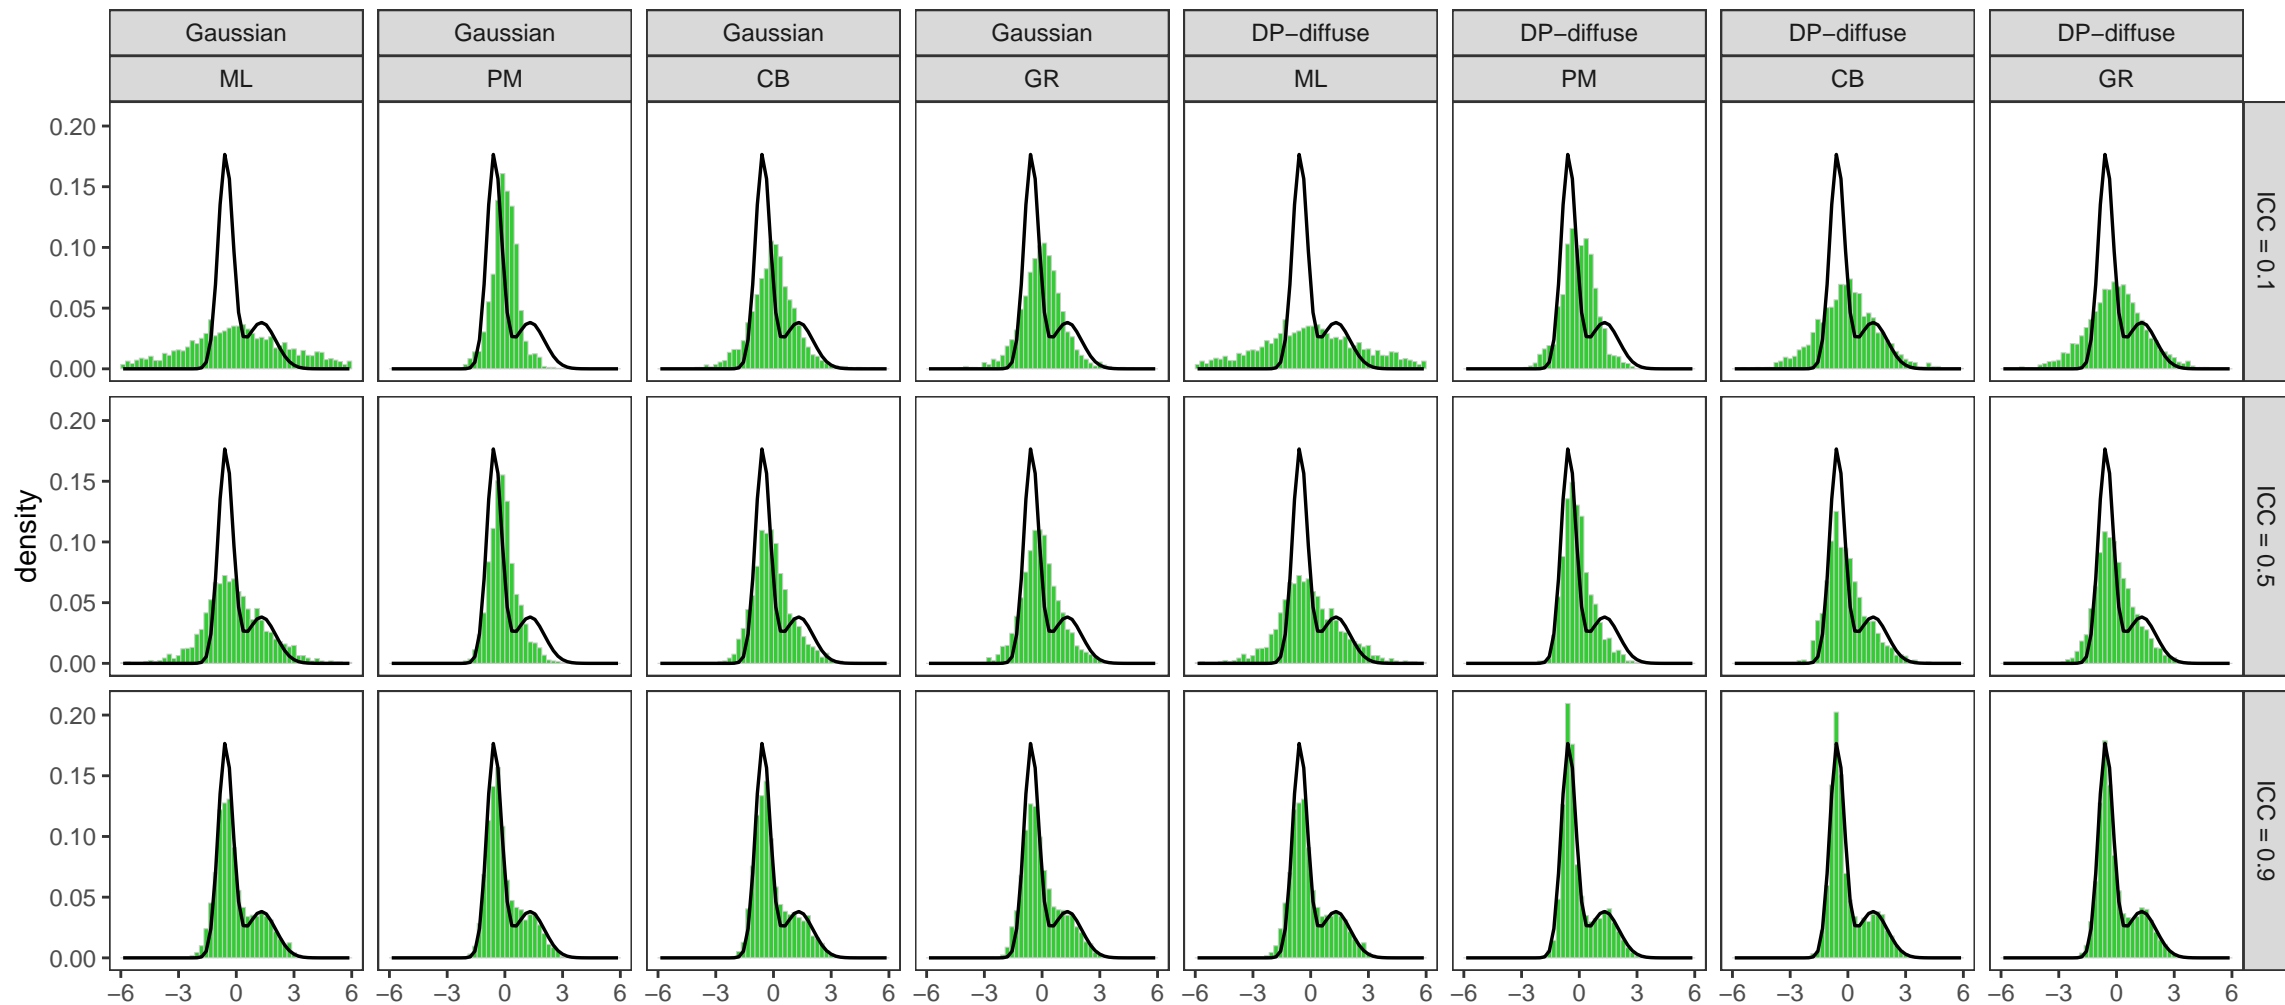 Gaussian Gaussian Gaussian Gaussian DP−diffuse DP−diffuse DP−diffuse DP−diffuse
ML PM CB GR ML PM CB GR
0.20
0.15
0.10
0.05
0.00
ICC = 0.1
density
0.20
0.15
0.10
0.05
0.00
ICC = 0.5
0.20
0.15
0.10
0.05
0.00
ICC = 0.9
−6 −3 0 3 6 −6 −3 0 3 6 −6 −3 0 3 6 −6 −3 0 3 6 −6 −3 0 3 6 −6 −3 0 3 6 −6 −3 0 3 6 −6 −3 0 3 6